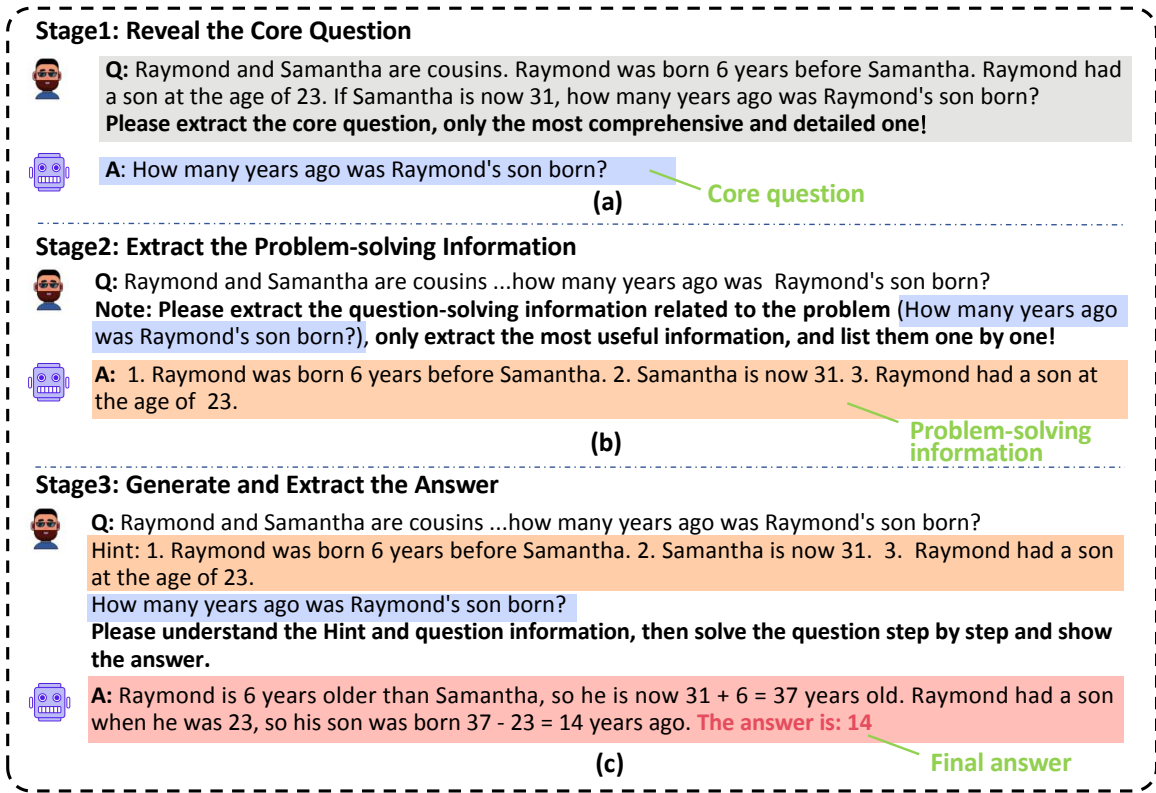 Stage1: Reveal the Core Question
Q: Raymond and Samantha are cousins. Raymond was born 6 years before Samantha. Raymond had
a son at the age of 23. If Samantha is now 31, how many years ago was Raymond's son born?
Please extract the core question, only the most comprehensive and detailed one!
A: How many years ago was Raymond's son born?
Core question
(a)
Stage2: Extract the Problem-solving Information
Q: Raymond and Samantha are cousins ...how many years ago was Raymond's son born?
Note: Please extract the question-solving information related to the problem (How many years ago
was Raymond's son born?), only extract the most useful information, and list them one by one!
A: 1. Raymond was born 6 years before Samantha. 2. Samantha is now 31. 3. Raymond had a son at
the age of 23.
Problem-solving
information
(b)
Stage3: Generate and Extract the Answer
Q: Raymond and Samantha are cousins ...how many years ago was Raymond's son born?
Hint: 1. Raymond was born 6 years before Samantha. 2. Samantha is now 31. 3. Raymond had a son
at the age of 23.
How many years ago was Raymond's son born?
Please understand the Hint and question information, then solve the question step by step and show
the answer.
A: Raymond is 6 years older than Samantha, so he is now 31 + 6 = 37 years old. Raymond had a son
when he was 23, so his son was born 37 - 23 = 14 years ago. The answer is: 14
Final answer
(c)